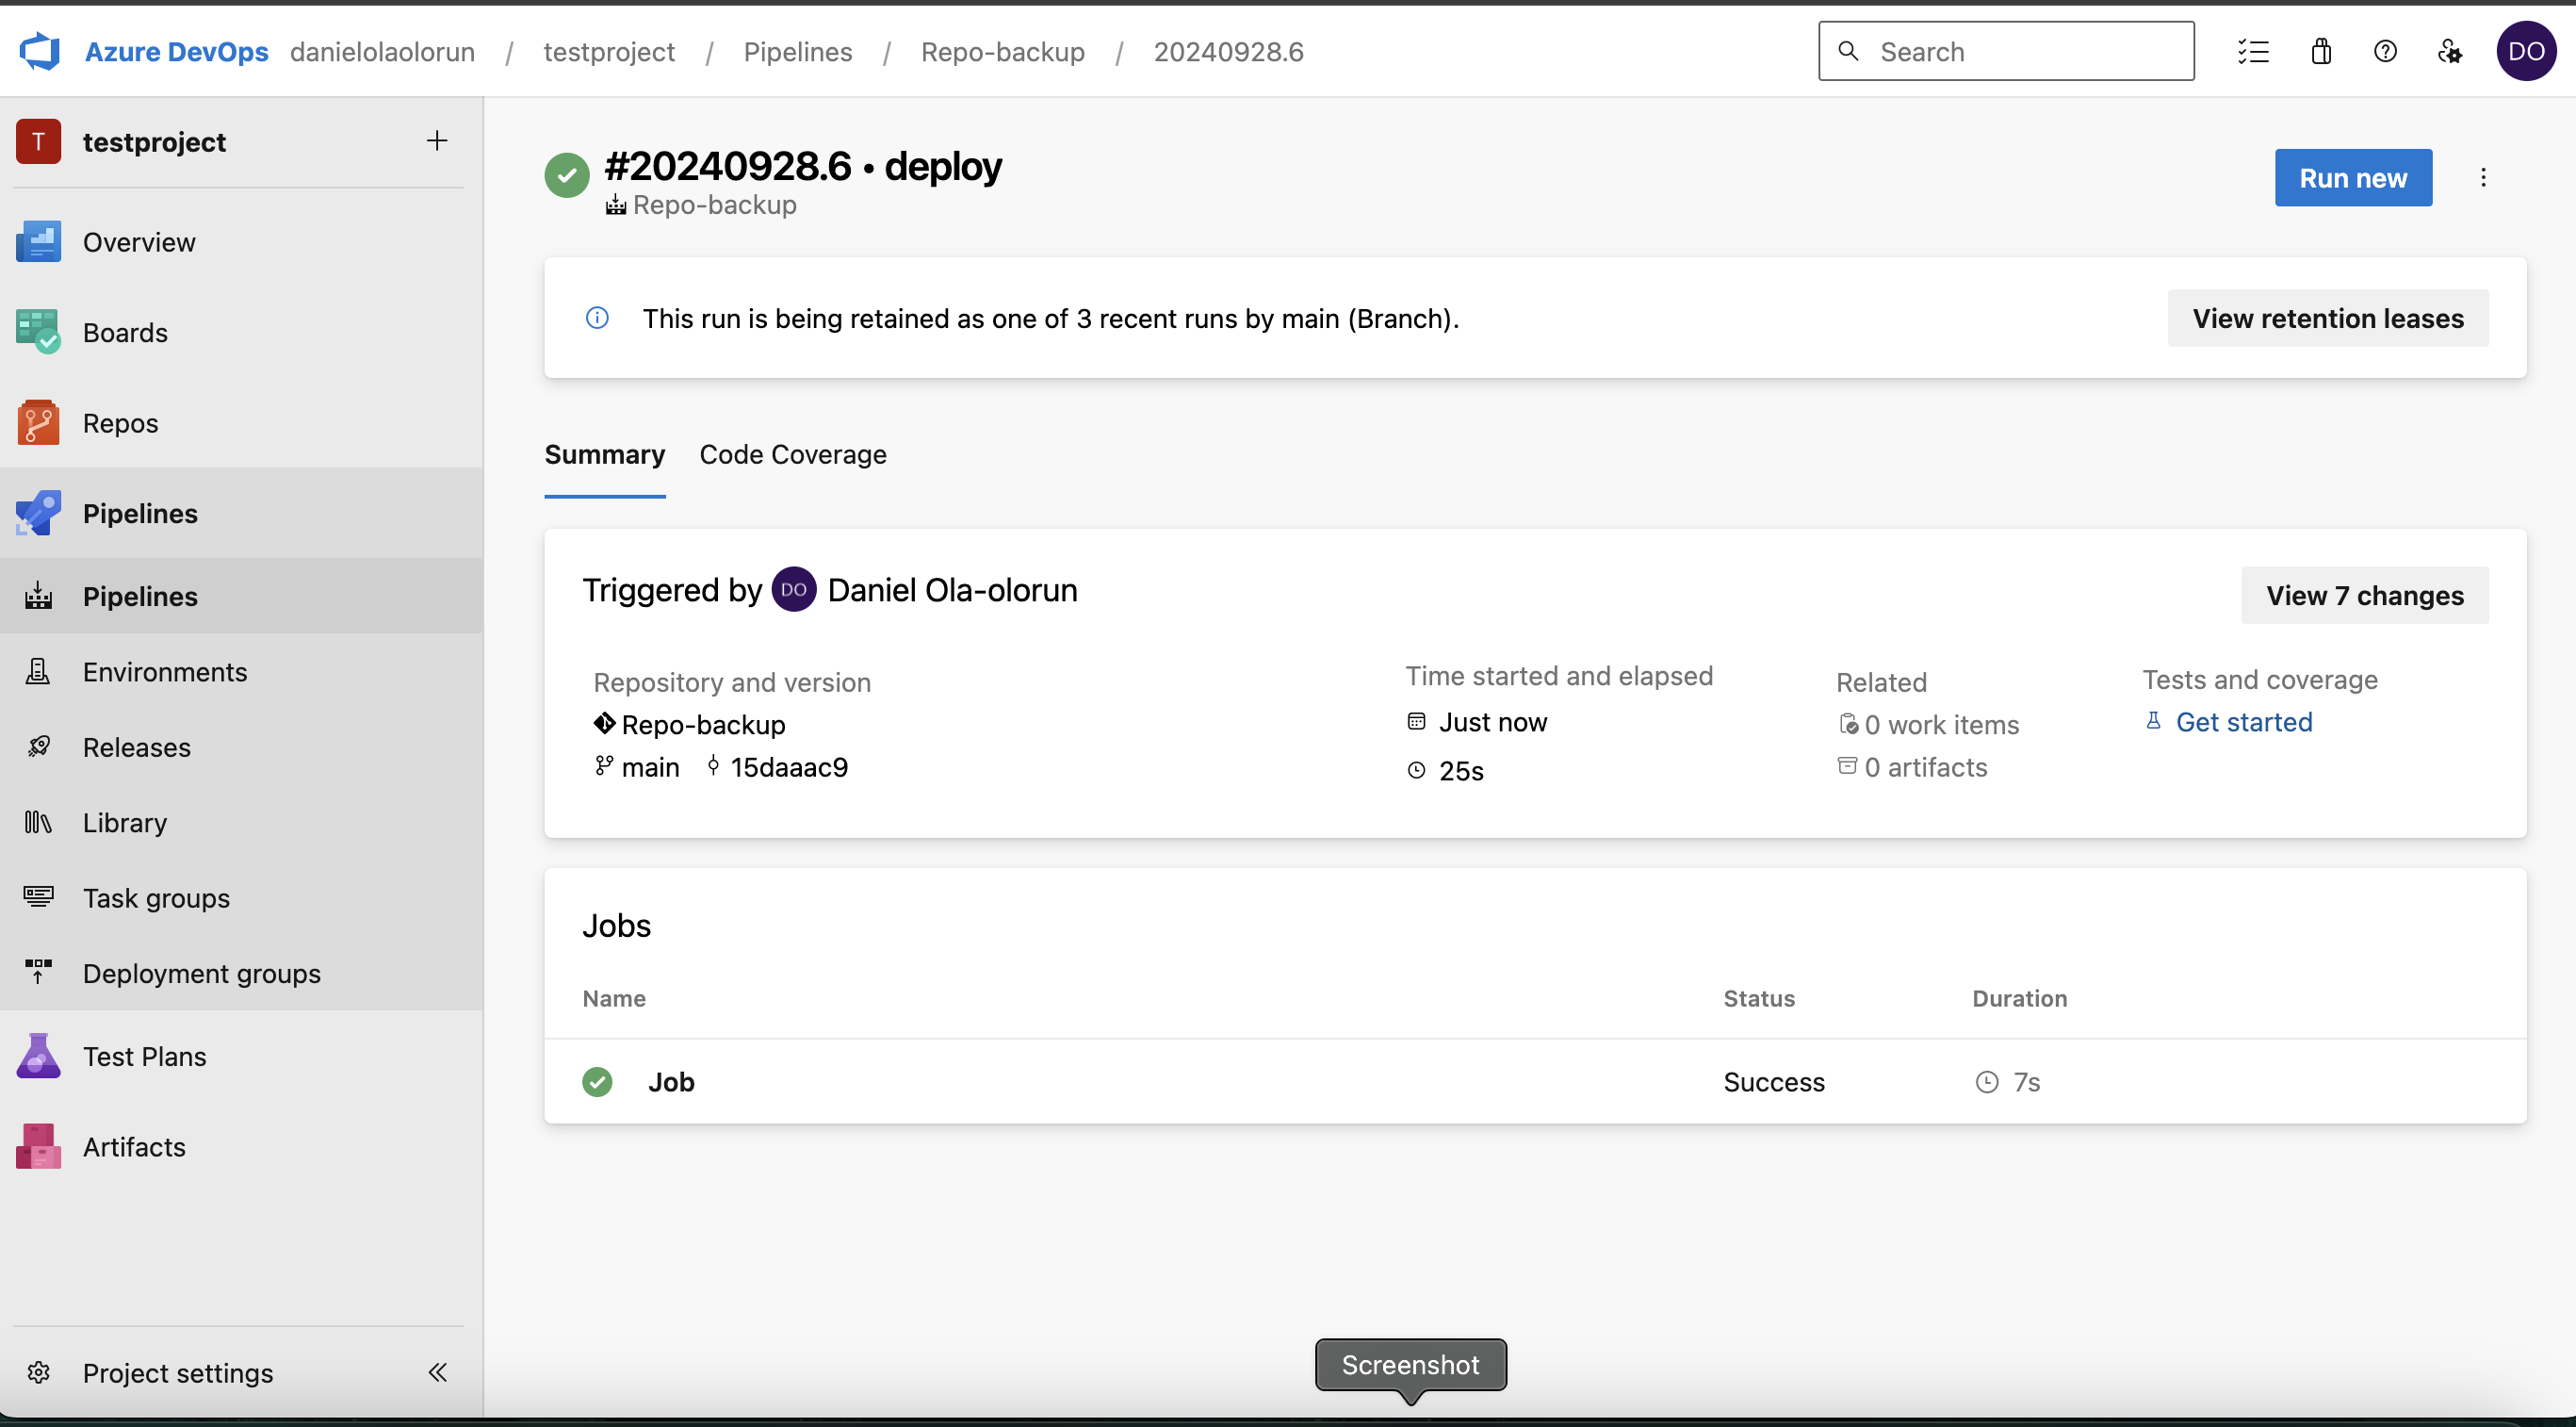 Azure DevOps danielolaolorun / testproject / Pipelines / Repo-backup / 20240928.6
Search
DO
T testproject
Overview
Boards
Repos
Pipelines
Pipelines
Environments
Releases
Library
Task groups
Deployment groups
Test Plans
Artifacts
Project settings
#20240928.6 • deploy
Repo-backup
Run new
This run is being retained as one of 3 recent runs by main (Branch).
View retention leases
Summary Code Coverage
Triggered by DO Daniel Ola-olorun
View 7 changes
Repository and version
Repo-backup
main 15daaac9
Time started and elapsed
Just now
25s
Related
0 work items
0 artifacts
Tests and coverage
Get started
Jobs
Name Status Duration
Job Success 7s
Screenshot